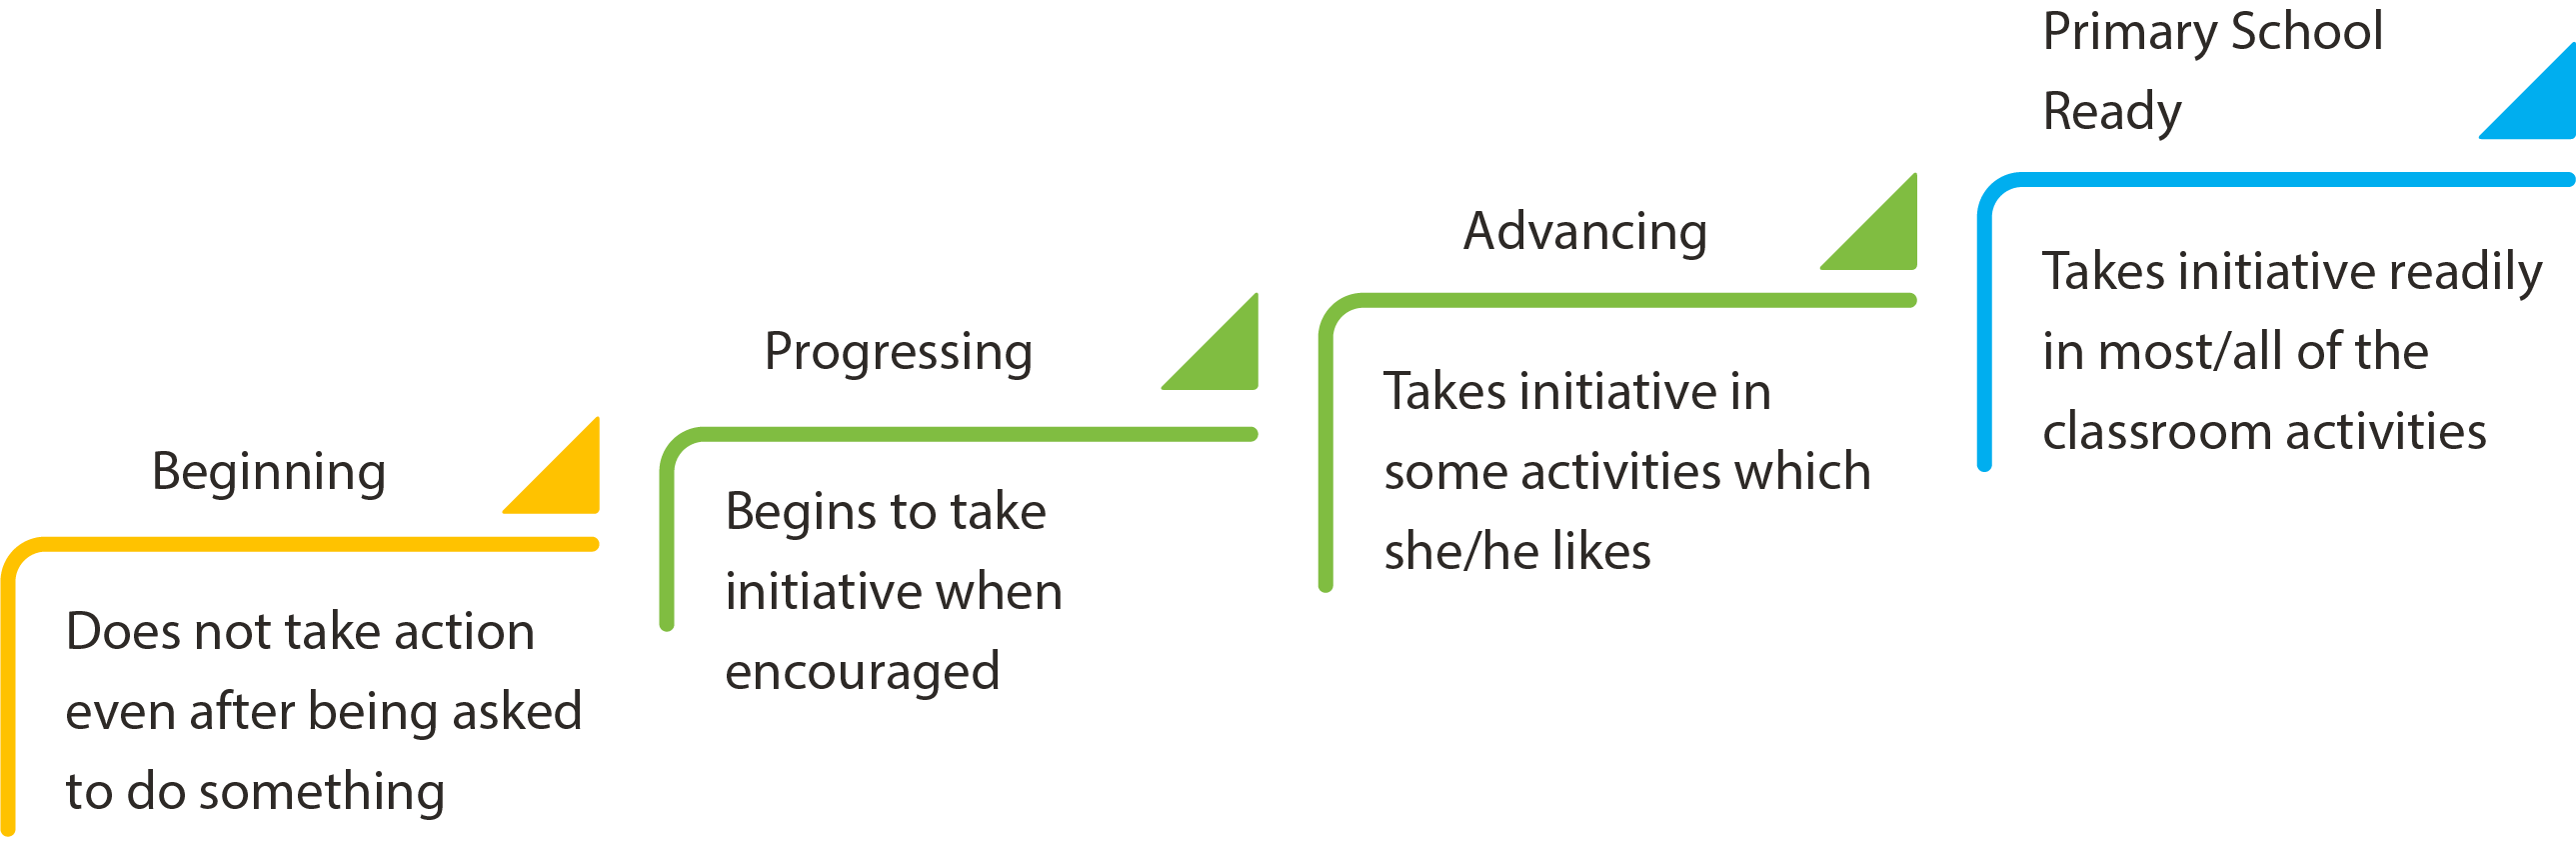 Beginning
Does not take action
even after being asked
to do something
Progressing
Begins to take
initiative when
encouraged
Advancing
Takes initiative in
some activities which
she/he likes
Primary School
Ready
Takes initiative readily
in most/all of the
classroom activities